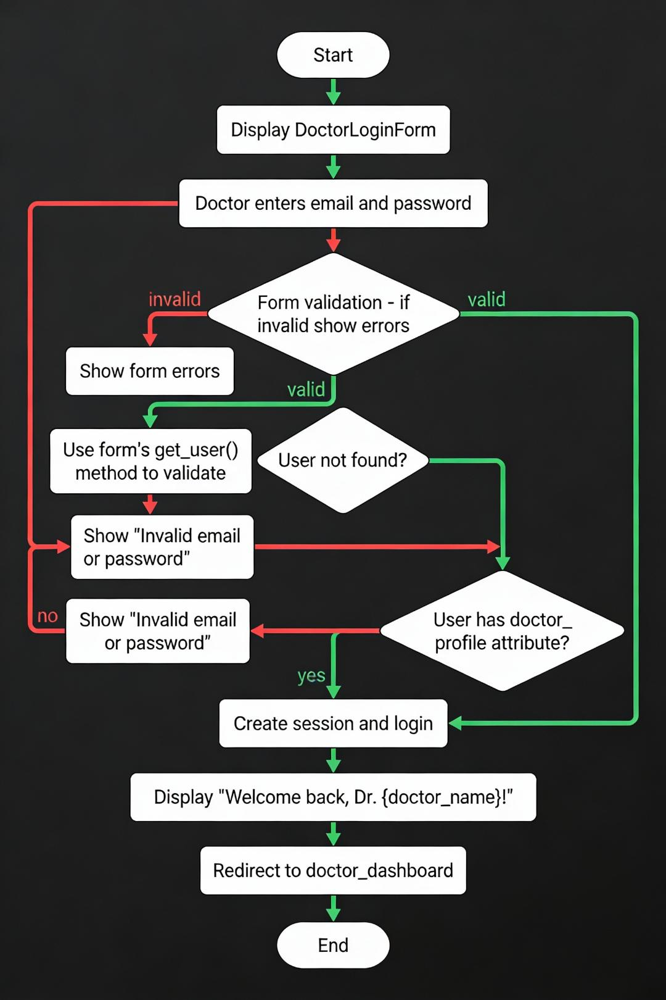 Start
Display DoctorLoginForm
Doctor enters email and password
invalid
valid
Form validation - if
invalid show errors
Show form errors
valid
Use form's get_user()
method to validate
User not found?
Show "Invalid email
or password"
no
Show "Invalid email
or password"
User has doctor_
profile attribute?
yes
Create session and login
Display "Welcome back, Dr. {doctor_name}!"
Redirect to doctor_dashboard
End